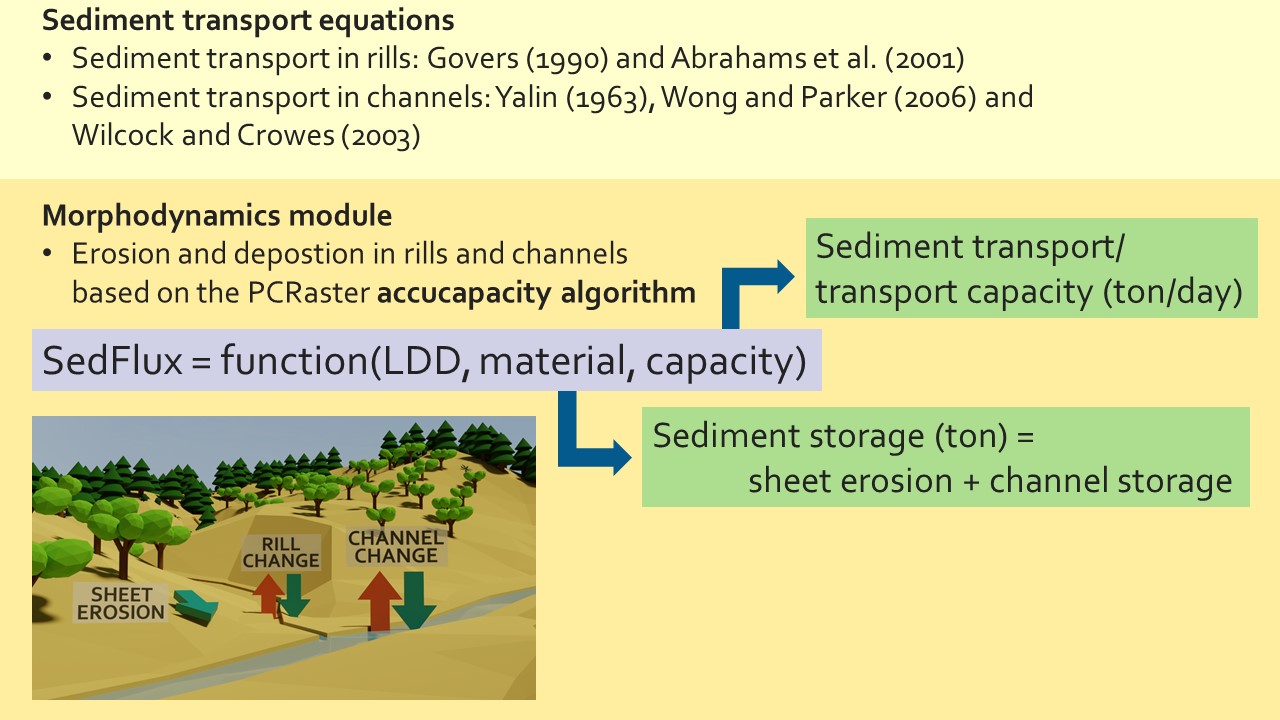 Sediment transport equations
• Sediment transport in rills: Govers (1990) and Abrahams et al. (2001)
• Sediment transport in channels: Yalin (1963), Wong and Parker (2006) and
Wilcock and Crowes (2003)
Morphodynamics module
• Erosion and depostion in rills and channels
based on the PCRaster accucapacity algorithm
Sediment transport/
transport capacity (ton/day)
SedFlux = function(LDD, material, capacity)
Sediment storage (ton) =
sheet erosion + channel storage
RILL
CHANGE
CHANNEL
CHANGE
SHEET
EROSION